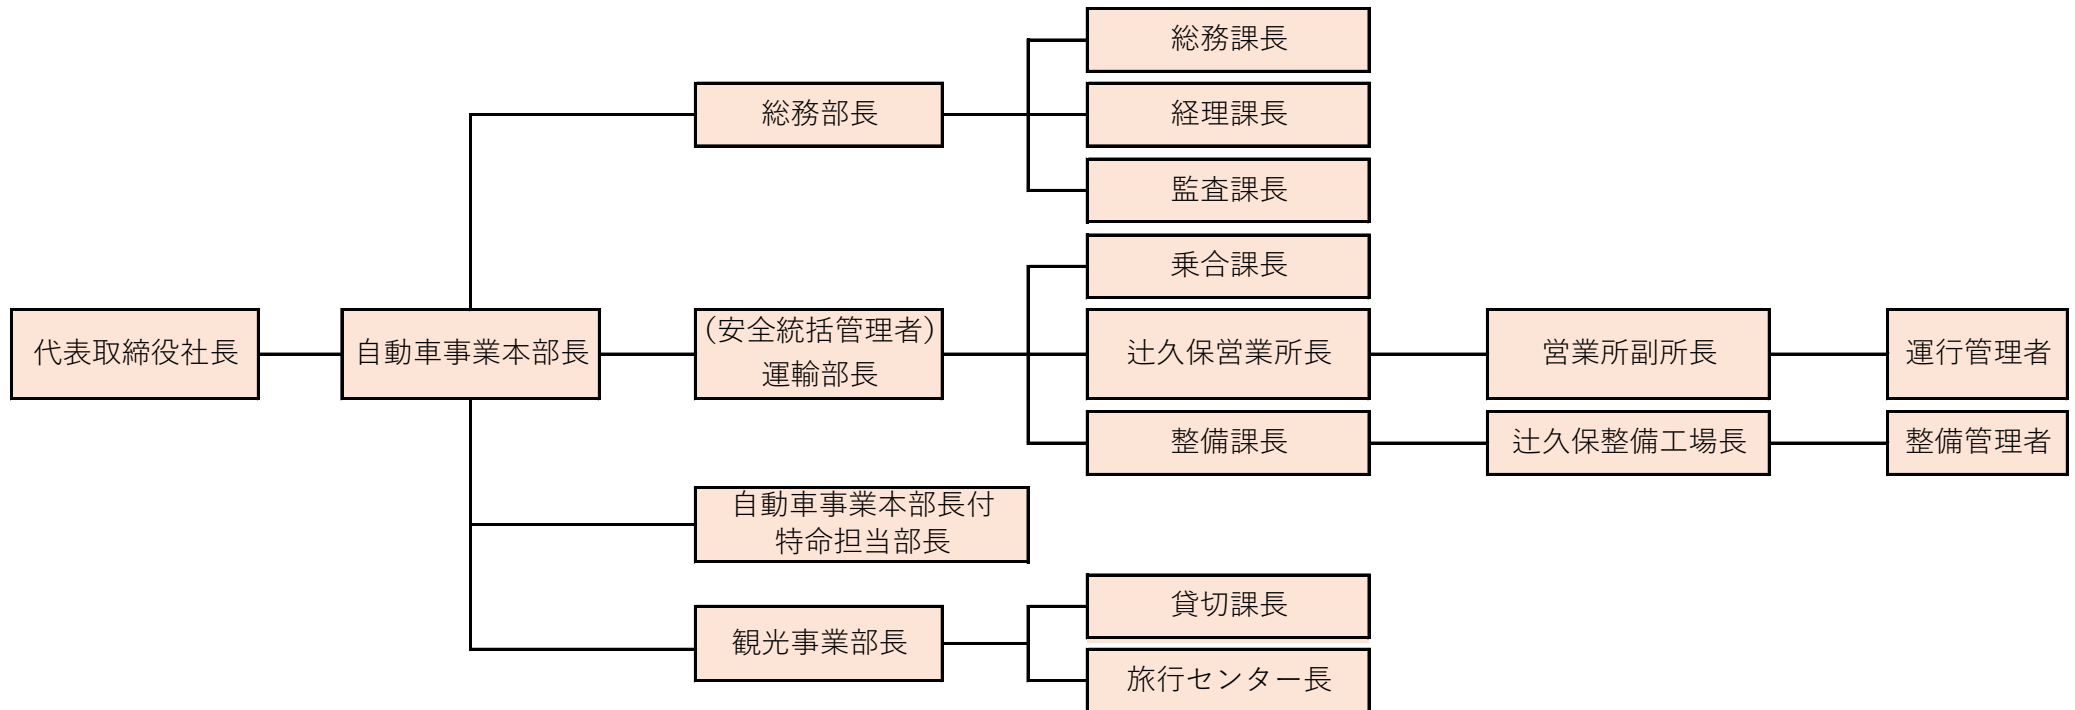 総務課長
総務部長
経理課長
監査課長
乗合課長
代表取締役社長
自動車事業本部長
（安全統括管理者）
運輸部長
辻久保営業所長
営業所副所長
運行管理者
整備課長
辻久保整備工場長
整備管理者
自動車事業本部長付
特命担当部長
貸切課長
観光事業部長
旅行センター長